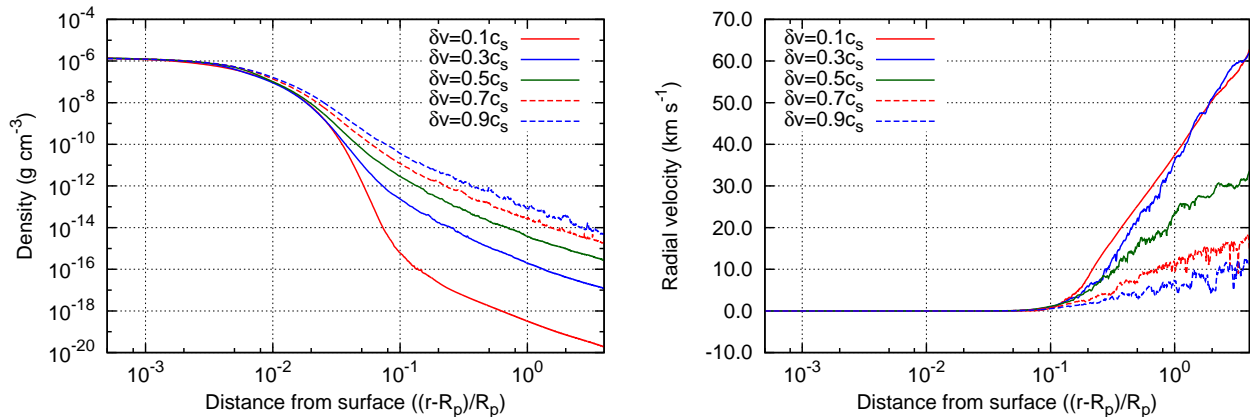 10^-4
10^-6
10^-8
10^-10
10^-12
10^-14
10^-16
10^-18
10^-20
Density (g cm^-3)
δv=0.1c_s
δv=0.3c_s
δv=0.5c_s
δv=0.7c_s
δv=0.9c_s
10^-3
10^-2
10^-1
10^0
Distance from surface ((r-R_p)/R_p)
70.0
60.0
50.0
40.0
30.0
20.0
10.0
0.0
-10.0
Radial velocity (km s^-1)
δv=0.1c_s
δv=0.3c_s
δv=0.5c_s
δv=0.7c_s
δv=0.9c_s
10^-3
10^-2
10^-1
10^0
Distance from surface ((r-R_p)/R_p)